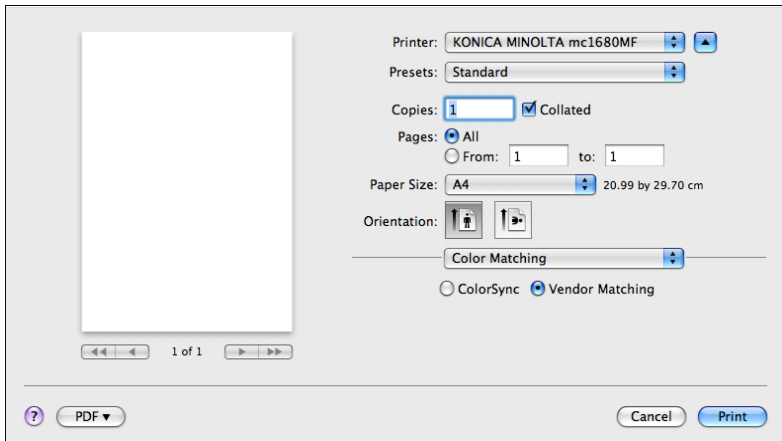 Printer: KONICA MINOLTA mc1680MF
Presets: Standard
Copies: 1 Collated
Pages: All
From: 1 to: 1
Paper Size: A4 20.99 by 29.70 cm
Orientation:
Color Matching
ColorSync Vendor Matching
1 of 1
? PDF▼ Cancel Print